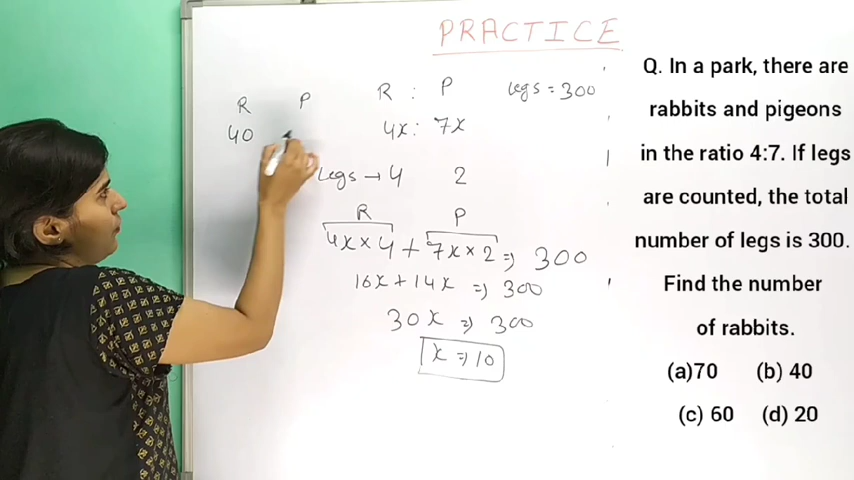 PRACTICE
R P
40
R : P
4x : 7x
legs = 300
legs → 4 2
R P
4x × 4 + 7x × 2 ⇒ 300
16x + 14x ⇒ 300
30x ⇒ 300
x ⇒ 10
Q. In a park, there are
rabbits and pigeons
in the ratio 4:7. If legs
are counted, the total
number of legs is 300.
Find the number
of rabbits.
(a)70 (b) 40
(c) 60 (d) 20